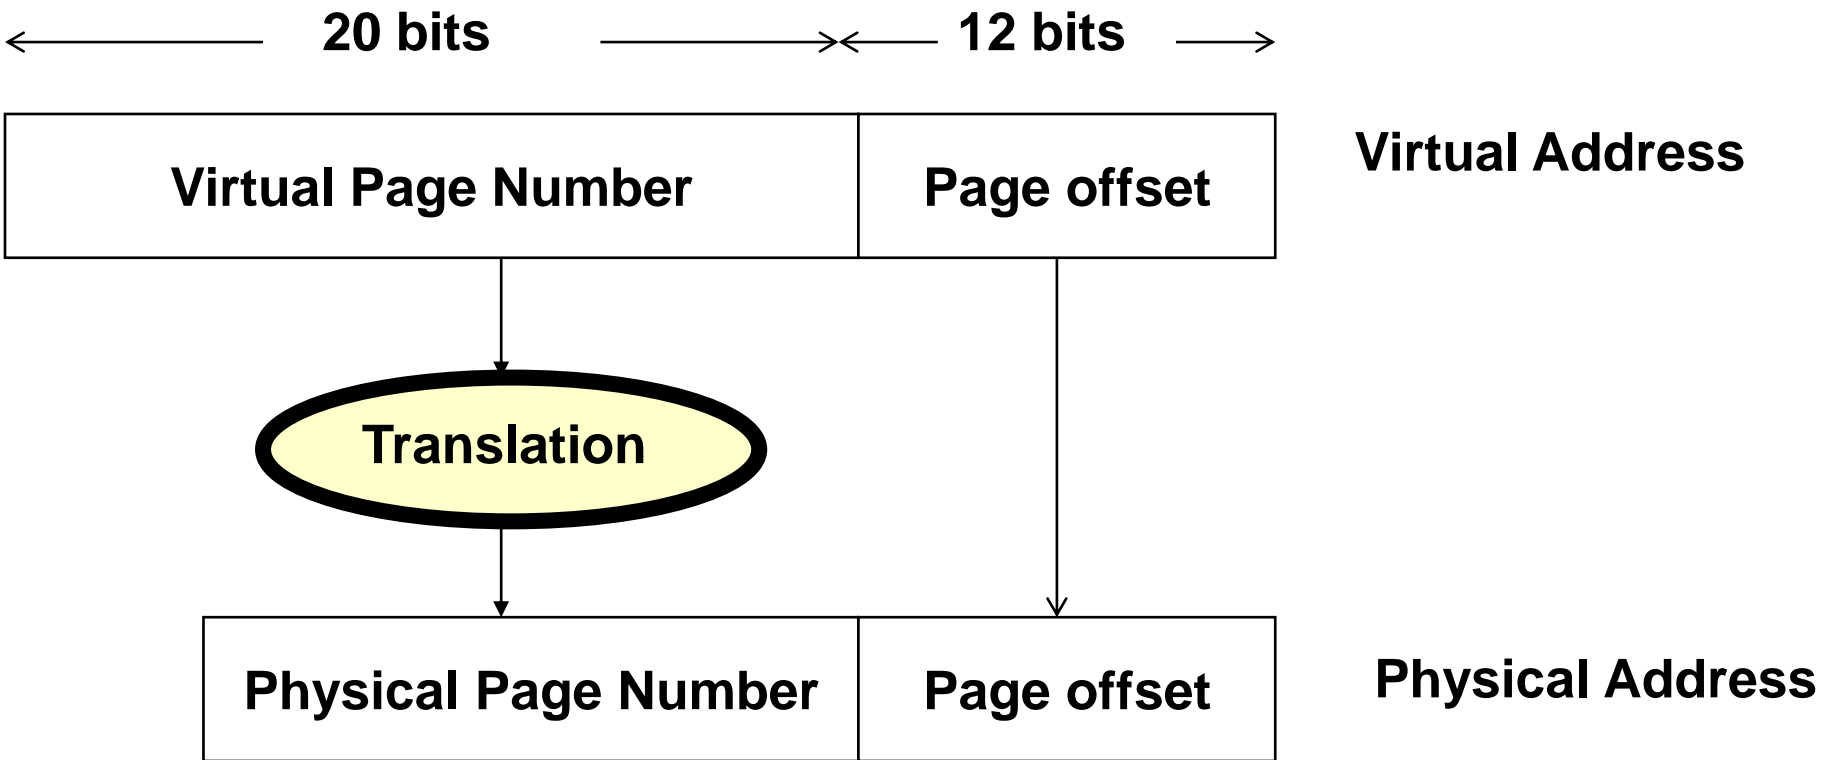 20 bits
12 bits
Virtual Page Number
Page offset
Virtual Address
Translation
Physical Page Number
Page offset
Physical Address